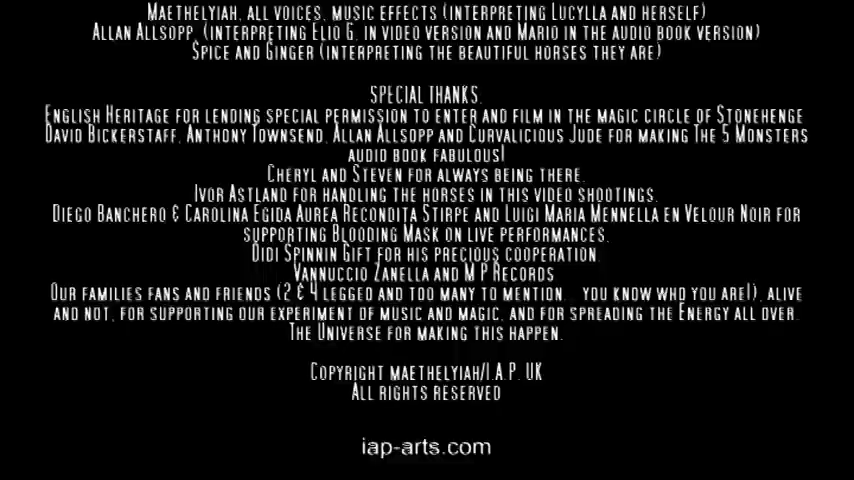 Maethelyiah, all voices, music effects (interpreting Lucylla and herself)
Allan Allsopp, (interpreting Elio G. in video version and Mario in the audio book version)
Spice and Ginger (interpreting the beautiful horses they are)
SPECIAL THANKS.
English Heritage for lending special permission to enter and film in the magic circle of Stonehenge
David Bickerstaff, Anthony Townsend, Allan Allsopp and Curvalicious Jude for making The 5 Monsters
audio book fabulous!
Cheryl and Steven for always being there.
Ivor Astland for handling the horses in this video shootings.
Diego Banchero & Carolina Egida Aurea Recondita Stirpe and Luigi Maria Mennella en Velour Noir for
supporting Blooding Mask on live performances.
Didi Spinnin Gift for his precious cooperation.
Vannuccio Zanella and M P Records
Our families fans and friends (2 & 4 legged and too many to mention... you know who you are!), alive
and not, for supporting our experiment of music and magic, and for spreading the Energy all over.
The Universe for making this happen.
Copyright maethelyiah/I.A.P. UK
All rights reserved
iap-arts.com